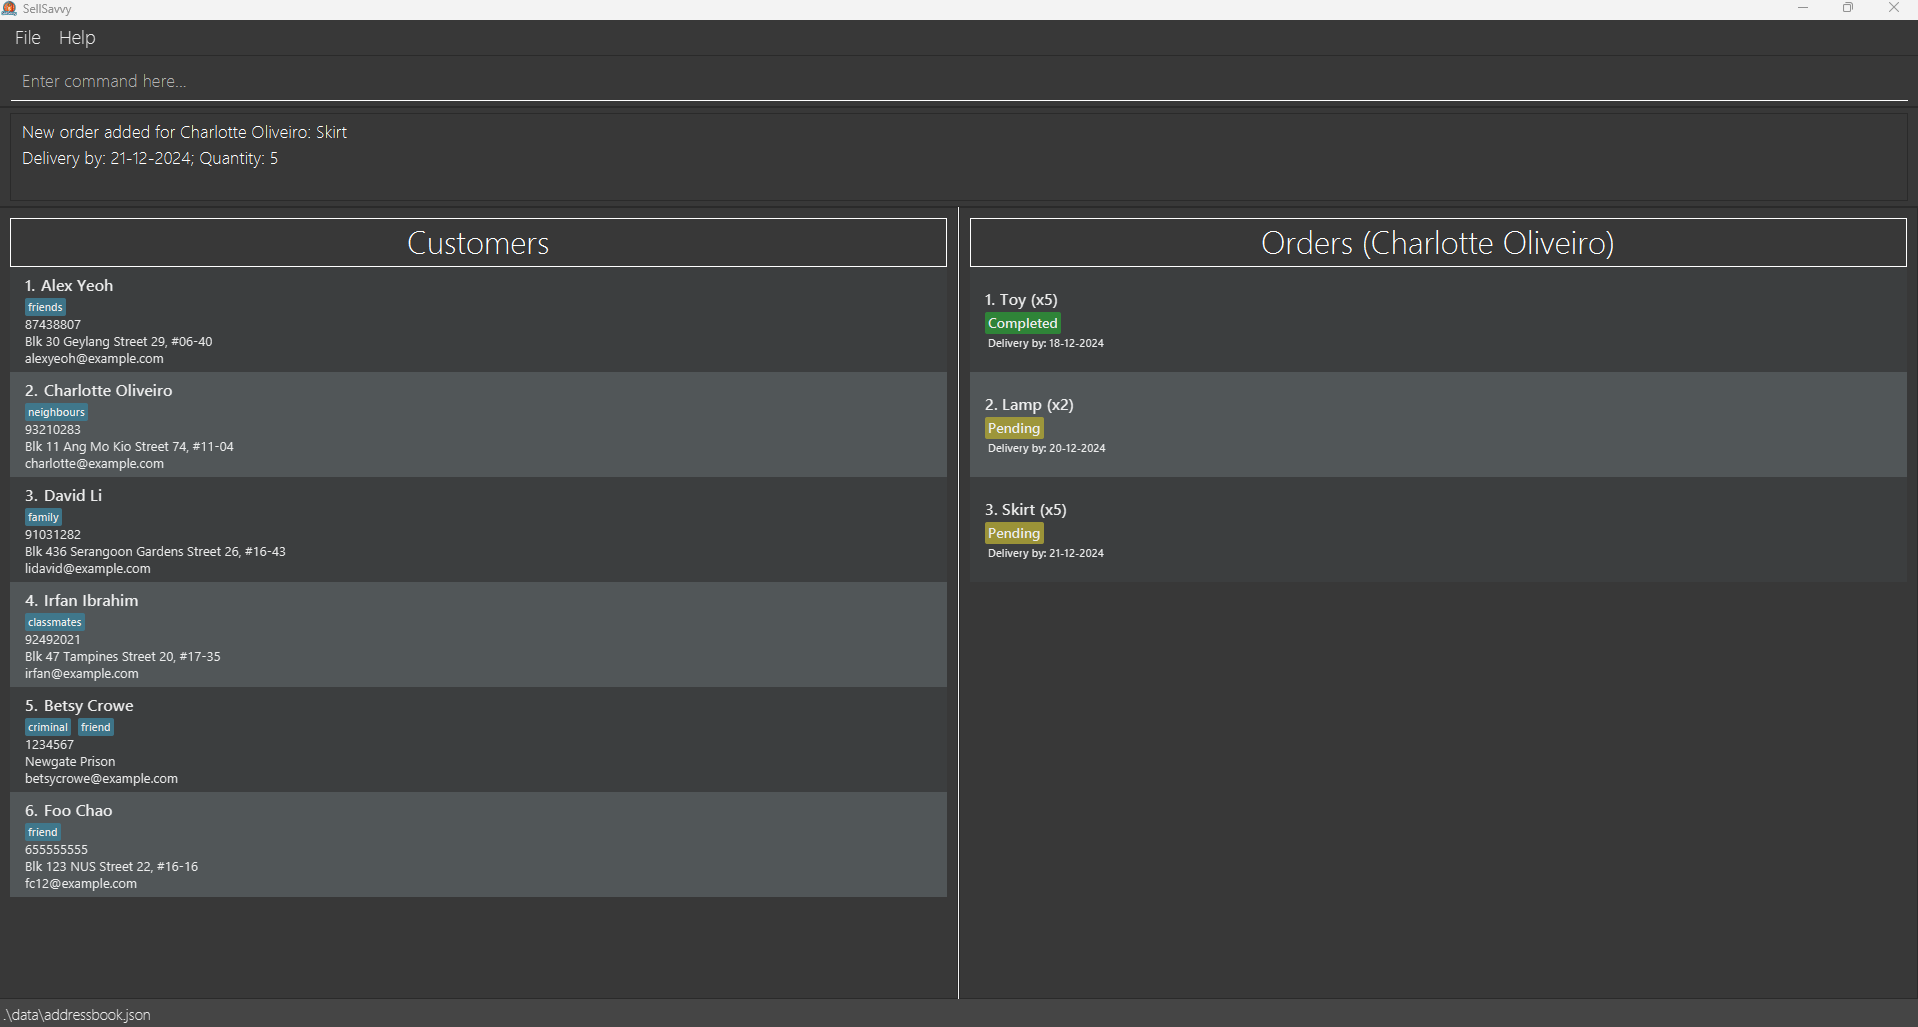 SellSavvy
File Help
Enter command here...
New order added for Charlotte Oliveiro: Skirt
Delivery by: 21-12-2024; Quantity: 5
Customers
1. Alex Yeoh
friends
87438807
Blk 30 Geylang Street 29, #06-40
alexyeoh@example.com
2. Charlotte Oliveiro
neighbours
93210283
Blk 11 Ang Mo Kio Street 74, #11-04
charlotte@example.com
3. David Li
family
91031282
Blk 436 Serangoon Gardens Street 26, #16-43
lidavid@example.com
4. Irfan Ibrahim
classmates
92492021
Blk 47 Tampines Street 20, #17-35
irfan@example.com
5. Betsy Crowe
criminal friend
1234567
Newgate Prison
betsycrowe@example.com
6. Foo Chao
friend
655555555
Blk 123 NUS Street 22, #16-16
fc12@example.com
Orders (Charlotte Oliveiro)
1. Toy (x5)
Completed
Delivery by: 18-12-2024
2. Lamp (x2)
Pending
Delivery by: 20-12-2024
3. Skirt (x5)
Pending
Delivery by: 21-12-2024
.\data\addressbook.json